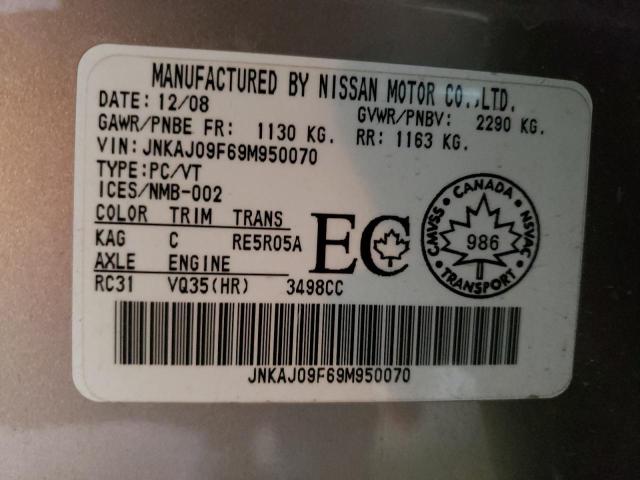 MANUFACTURED BY NISSAN MOTOR CO.,LTD.
DATE: 12/08 GVWR/PNBV: 2290 KG.
GAWR/PNBE FR: 1130 KG. RR: 1163 KG.
VIN: JNKAJ09F69M950070
TYPE: PC/VT
ICES/NMB-002
COLOR TRIM TRANS
KAG C RE5R05A
AXLE ENGINE
RC31 VQ35(HR) 3498CC
EC
CANADA
CMVSS
NSVAC
986
TRANSPORT
JNKAJ09F69M950070